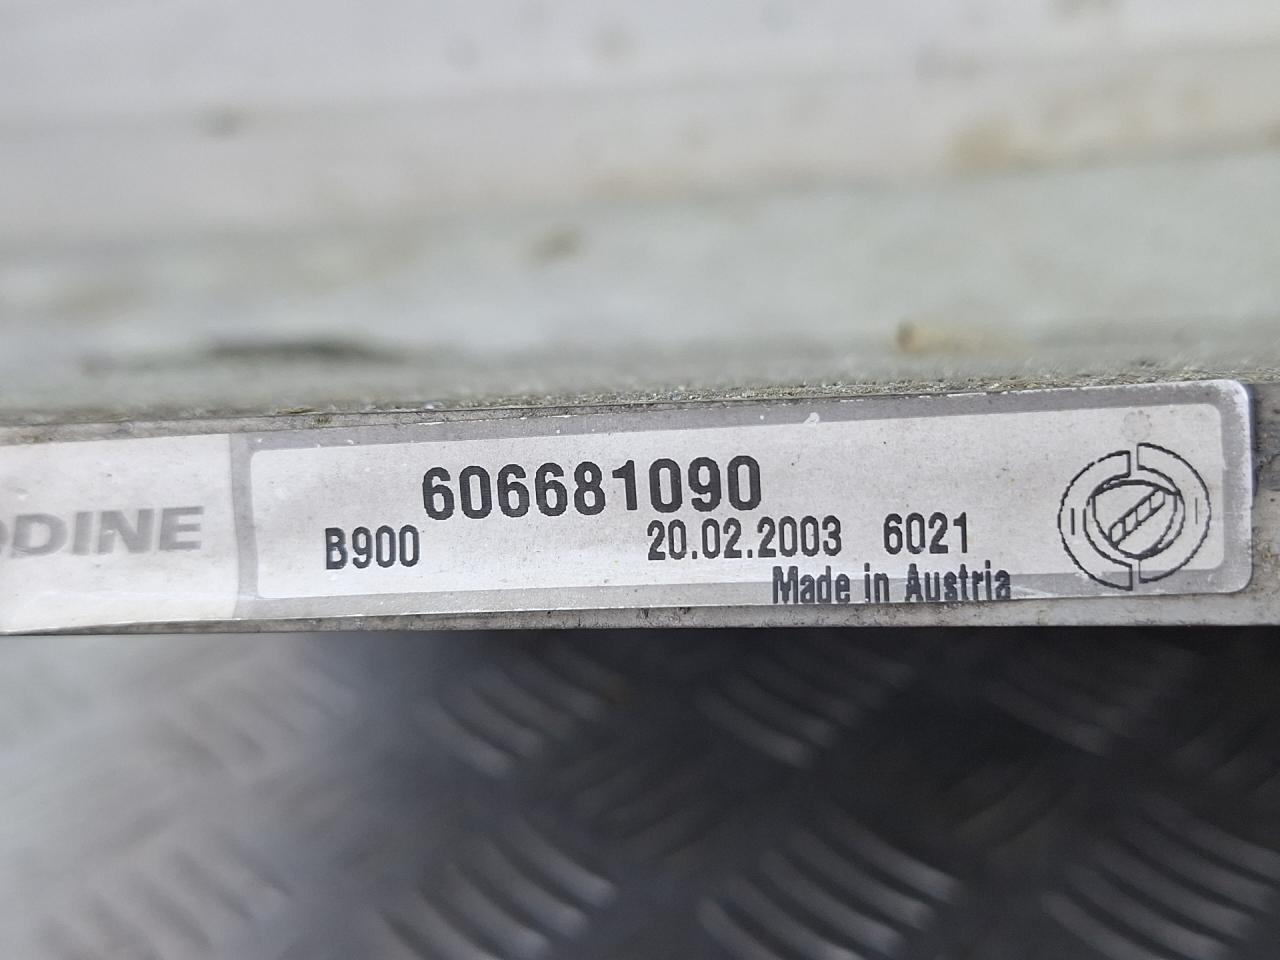 ODINE
606681090
B900 20.02.2003 6021
Made in Austria